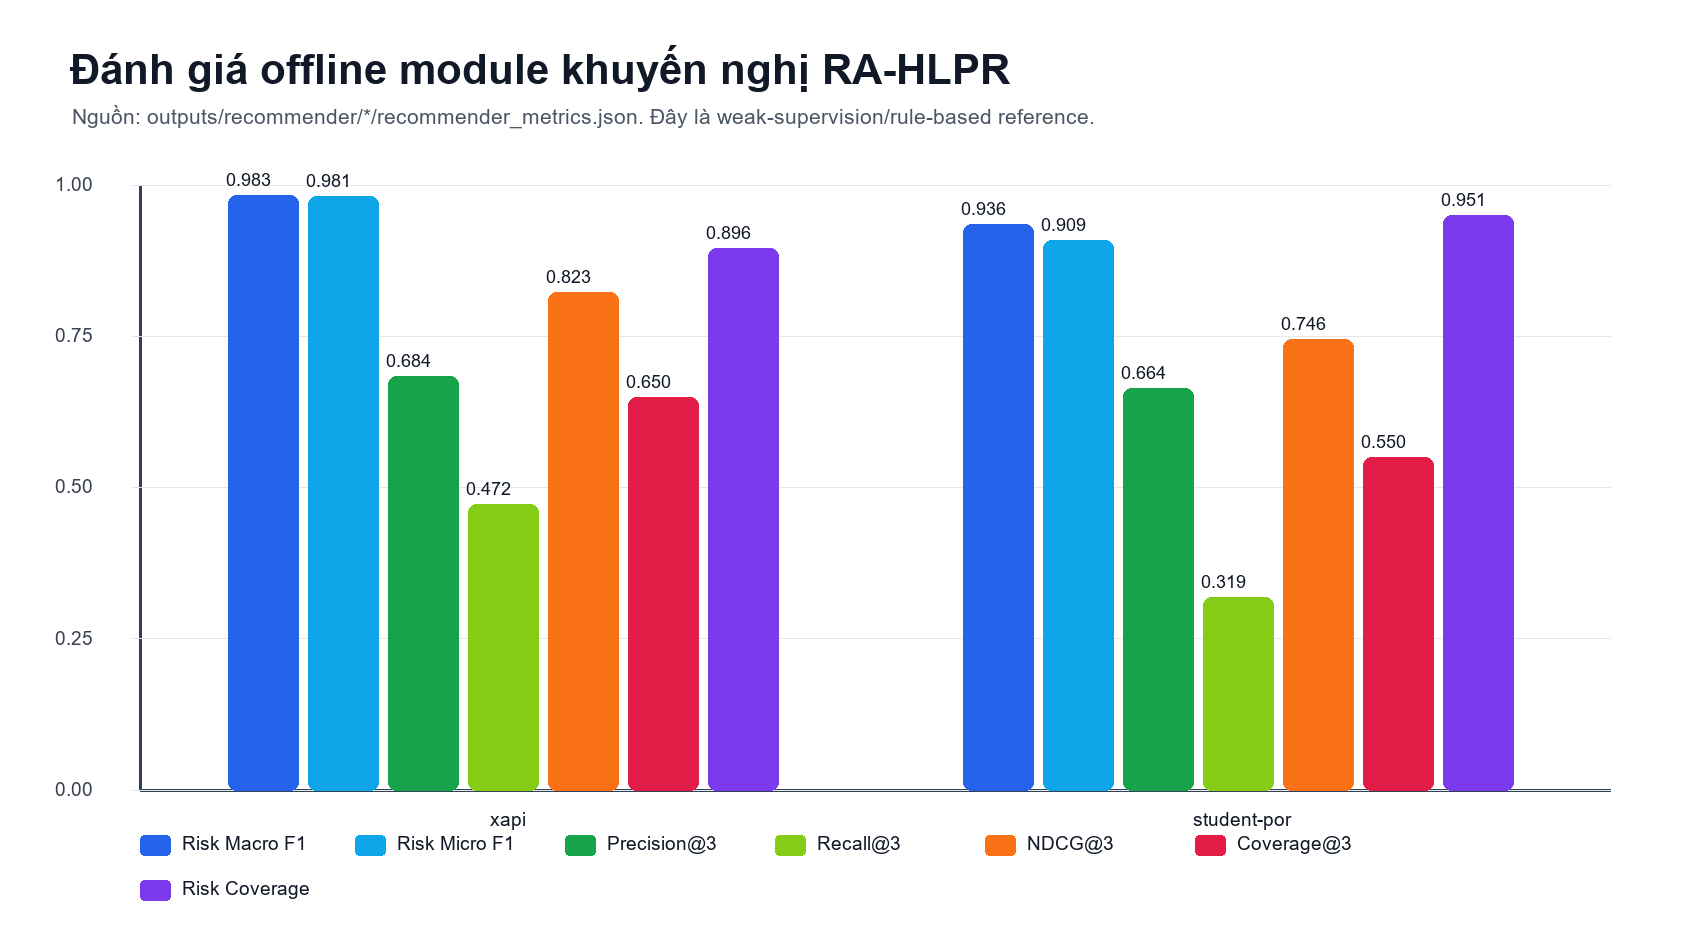 Đánh giá offline module khuyến nghị RA-HLPR
Nguồn: outputs/recommender/*/recommender_metrics.json. Đây là weak-supervision/rule-based reference.
1.00
0.75
0.50
0.25
0.00
0.983
0.981
0.684
0.472
0.823
0.650
0.896
0.936
0.909
0.664
0.319
0.746
0.550
0.951
xapi
student-por
Risk Macro F1
Risk Micro F1
Precision@3
Recall@3
NDCG@3
Coverage@3
Risk Coverage